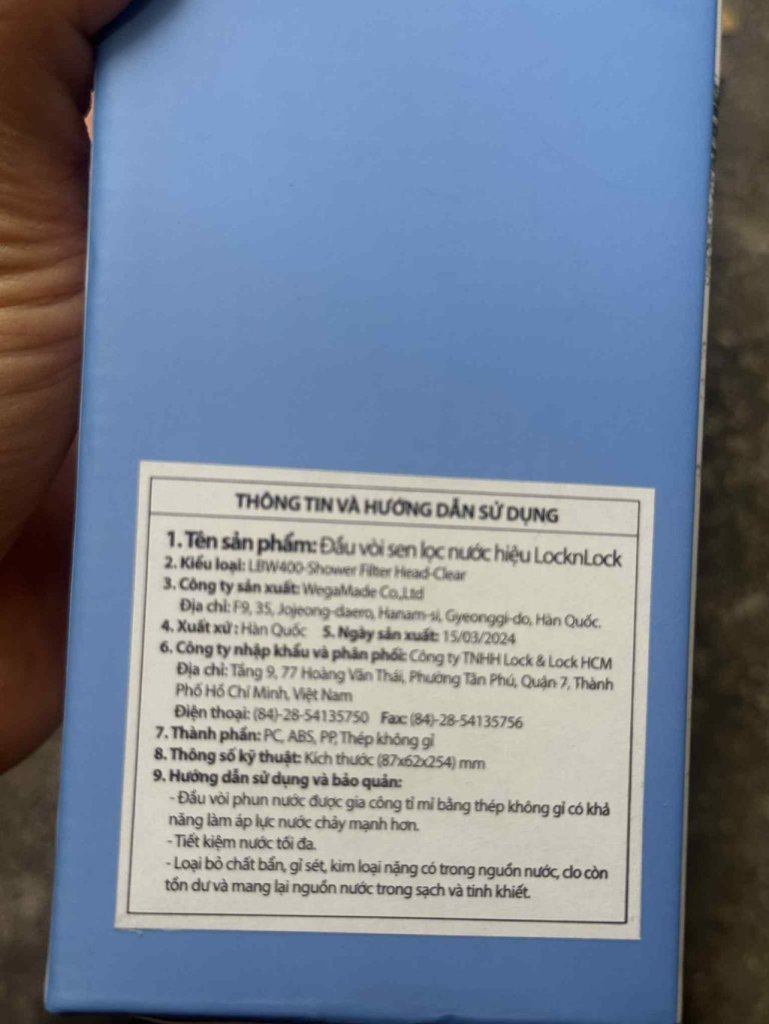 THÔNG TIN VÀ HƯỚNG DẪN SỬ DỤNG
1. Tên sản phẩm: Đầu vòi sen lọc nước hiệu LocknLock
2. Kiểu loại: LBW400-Shower Filter Head-Clear
3. Công ty sản xuất: WegaMade Co.,Ltd
Địa chỉ: F9, 35, Jojeong-daero, Hanam-si, Gyeonggi-do, Hàn Quốc.
4. Xuất xứ : Hàn Quốc 5. Ngày sản xuất: 15/03/2024
6. Công ty nhập khẩu và phân phối: Công ty TNHH Lock & Lock HCM
Địa chỉ: Tầng 9, 77 Hoàng Văn Thái, Phường Tân Phú, Quận 7, Thành
Phố Hồ Chí Minh, Việt Nam
Điện thoại: (84)-28-54135750 Fax: (84)-28-54135756
7. Thành phần: PC, ABS, PP, Thép không gỉ
8. Thông số kỹ thuật: Kích thước (87x62x254) mm
9. Hướng dẫn sử dụng và bảo quản:
- Đầu vòi phun nước được gia công tỉ mỉ bằng thép không gỉ có khả
năng làm áp lực nước chảy mạnh hơn.
- Tiết kiệm nước tối đa.
- Loại bỏ chất bẩn, gỉ sét, kim loại nặng có trong nguồn nước, clo còn
tồn dư và mang lại nguồn nước trong sạch và tinh khiết.